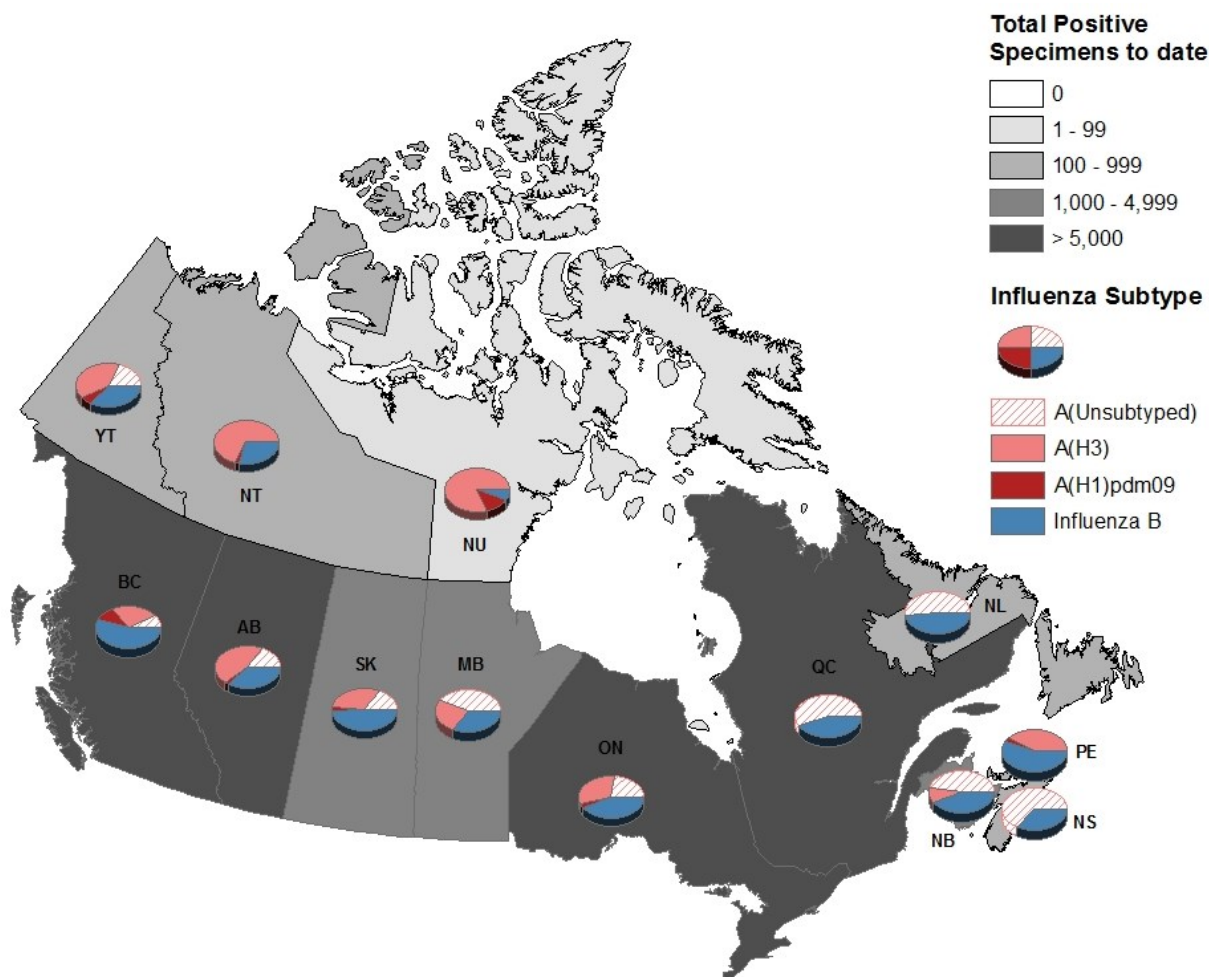 Total Positive
Specimens to date
0
1 - 99
100 - 999
1,000 - 4,999
> 5,000
Influenza Subtype
A(Unsubtyped)
A(H3)
A(H1)pdm09
Influenza B
YT
NT
NU
BC
AB
SK
MB
ON
QC
NL
PE
NB
NS